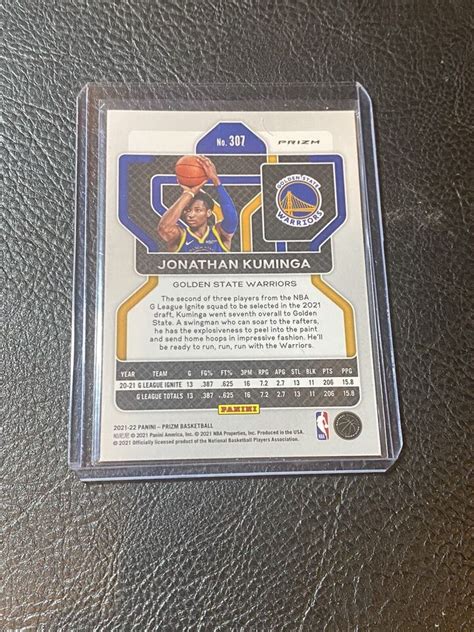 No. 307
PRIZM
GOLDEN STATE
WARRIORS
JONATHAN KUMINGA
GOLDEN STATE WARRIORS
The second of three players from the NBA
G League Ignite squad to be selected in the 2021
draft, Kuminga went seventh overall to Golden
State. A swingman who can soar to the rafters,
he has the explosiveness to peel into the paint
and send home hoops in impressive fashion. He'll
be ready to run, run, run with the Warriors.
YEAR TEAM G FG% FT% 3PM RPG APG STL BLK PTS PPG
20-21 G LEAGUE IGNITE 13 .387 .625 13 7.2 2.7 13 11 206 15.8
G LEAGUE TOTALS 13 .387 .625 13 7.2 2.7 13 11 206 15.8
PANINI
2021-22 PANINI – PRIZM BASKETBALL
© 2021 Panini America, Inc. © 2021 NBA Properties, Inc. Produced in the USA.
© 2021 Officially licensed product of the National Basketball Players Association.